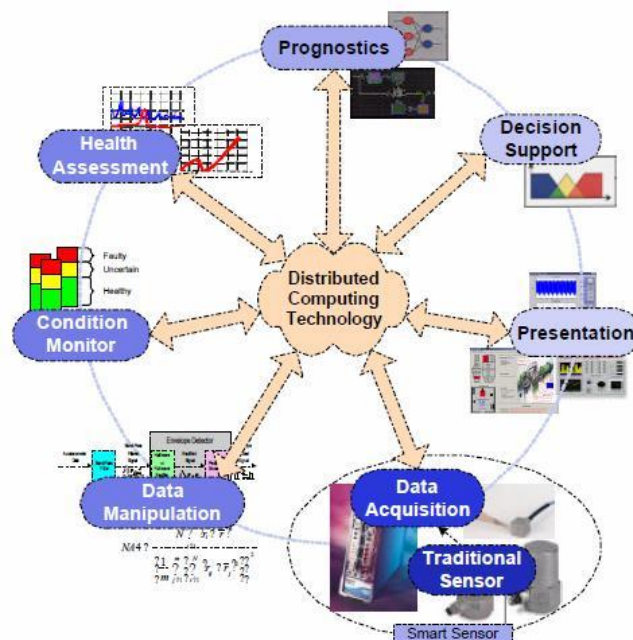 Prognostics
Decision
Support
Health
Assessment
Faulty
Uncertain
Healthy
Distributed
Computing
Technology
Condition
Monitor
Presentation
Envelope Detector
Data
Manipulation
Data
Acquisition
NA4 ?
Traditional
Sensor
Smart Sensor